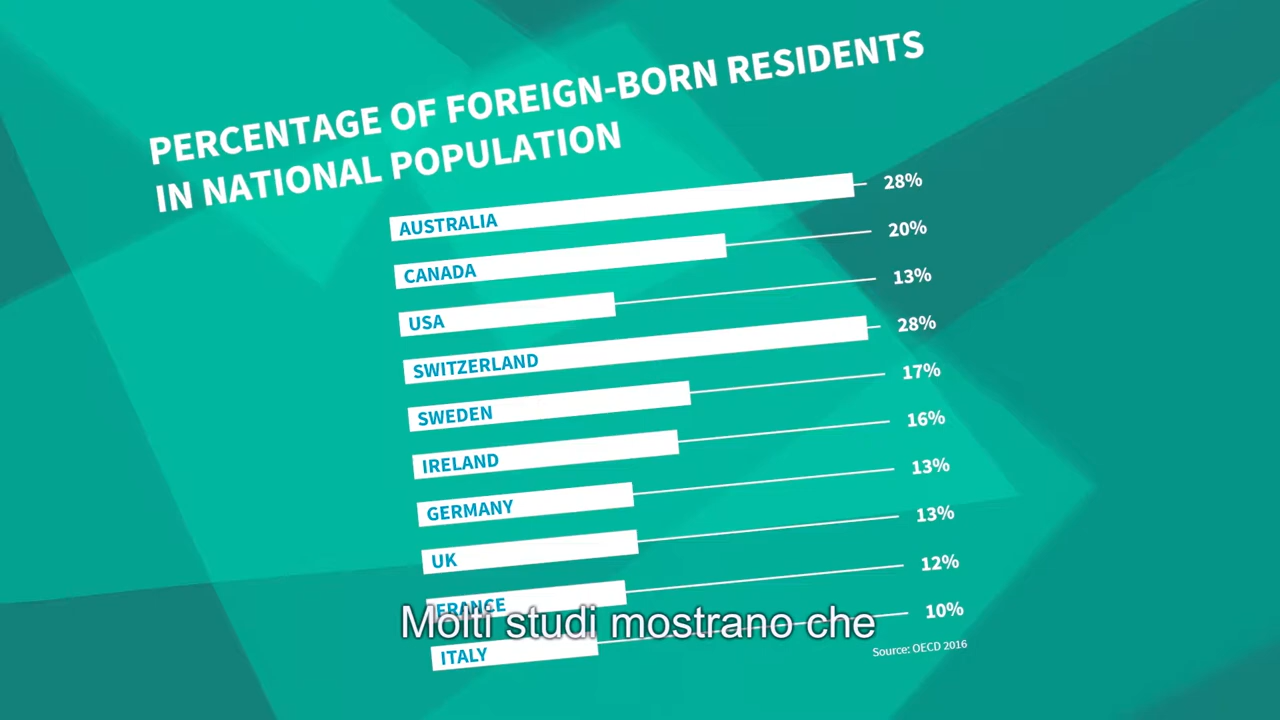 PERCENTAGE OF FOREIGN-BORN RESIDENTS
IN NATIONAL POPULATION
AUSTRALIA 28%
CANADA 20%
USA 13%
SWITZERLAND 28%
SWEDEN 17%
IRELAND 16%
GERMANY 13%
UK 13%
FRANCE 12%
Molti studi mostrano che
ITALY 10%
Source: OECD 2016